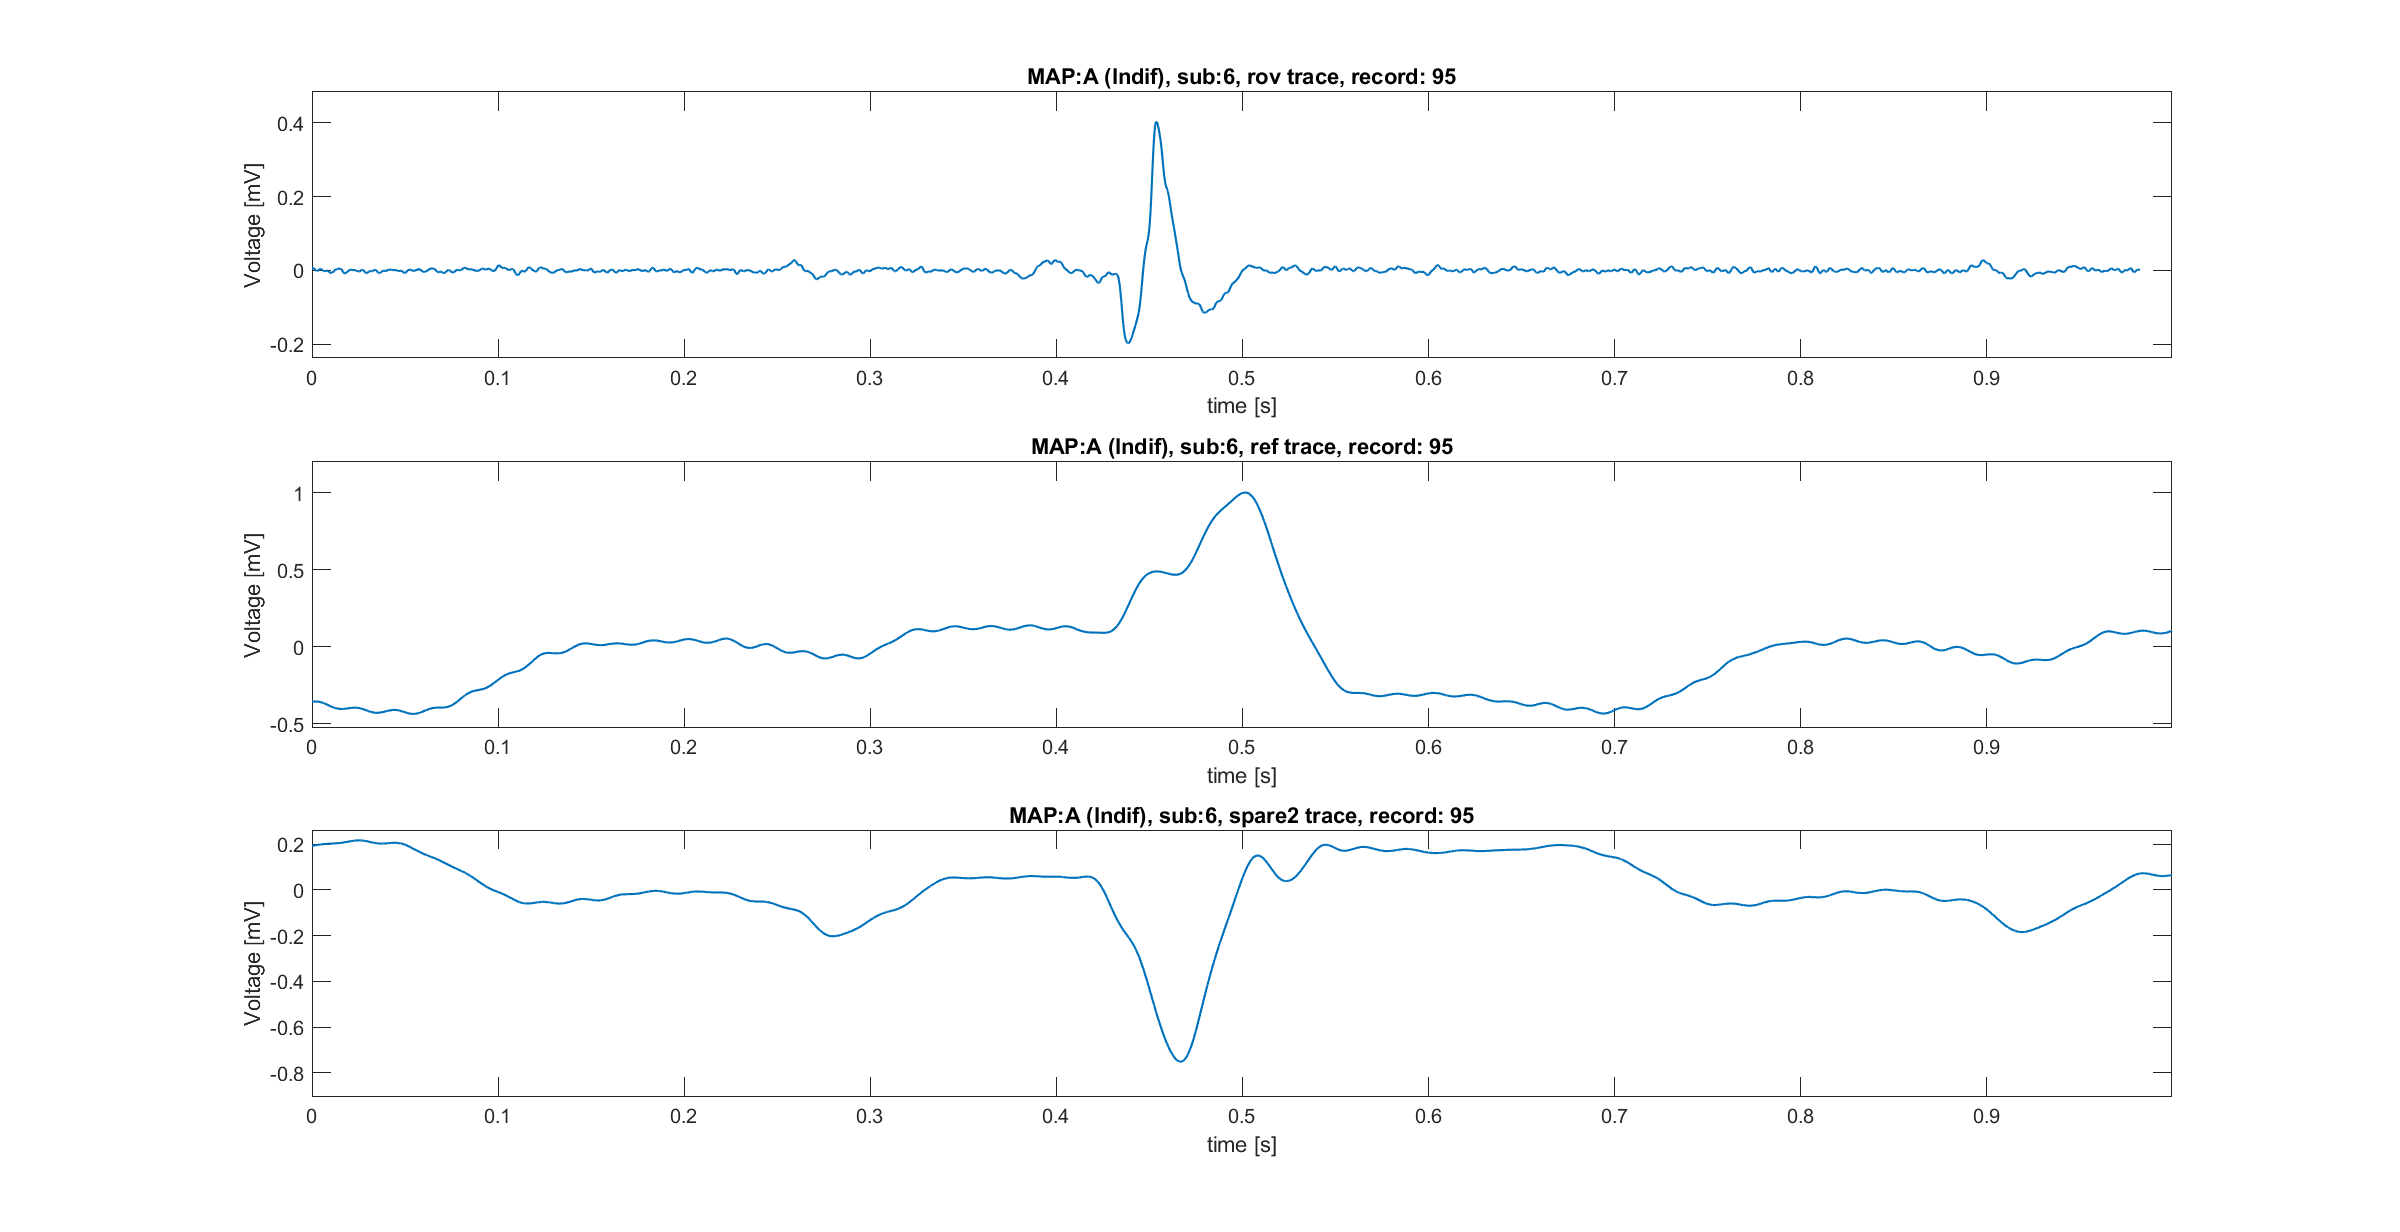 MAP:A (Indif), sub:6, rov trace, record: 95
Voltage [mV]
0.4
0.2
0
-0.2
0 0.1 0.2 0.3 0.4 0.5 0.6 0.7 0.8 0.9
time [s]
MAP:A (Indif), sub:6, ref trace, record: 95
Voltage [mV]
1
0.5
0
-0.5
0 0.1 0.2 0.3 0.4 0.5 0.6 0.7 0.8 0.9
time [s]
MAP:A (Indif), sub:6, spare2 trace, record: 95
Voltage [mV]
0.2
0
-0.2
-0.4
-0.6
-0.8
0 0.1 0.2 0.3 0.4 0.5 0.6 0.7 0.8 0.9
time [s]